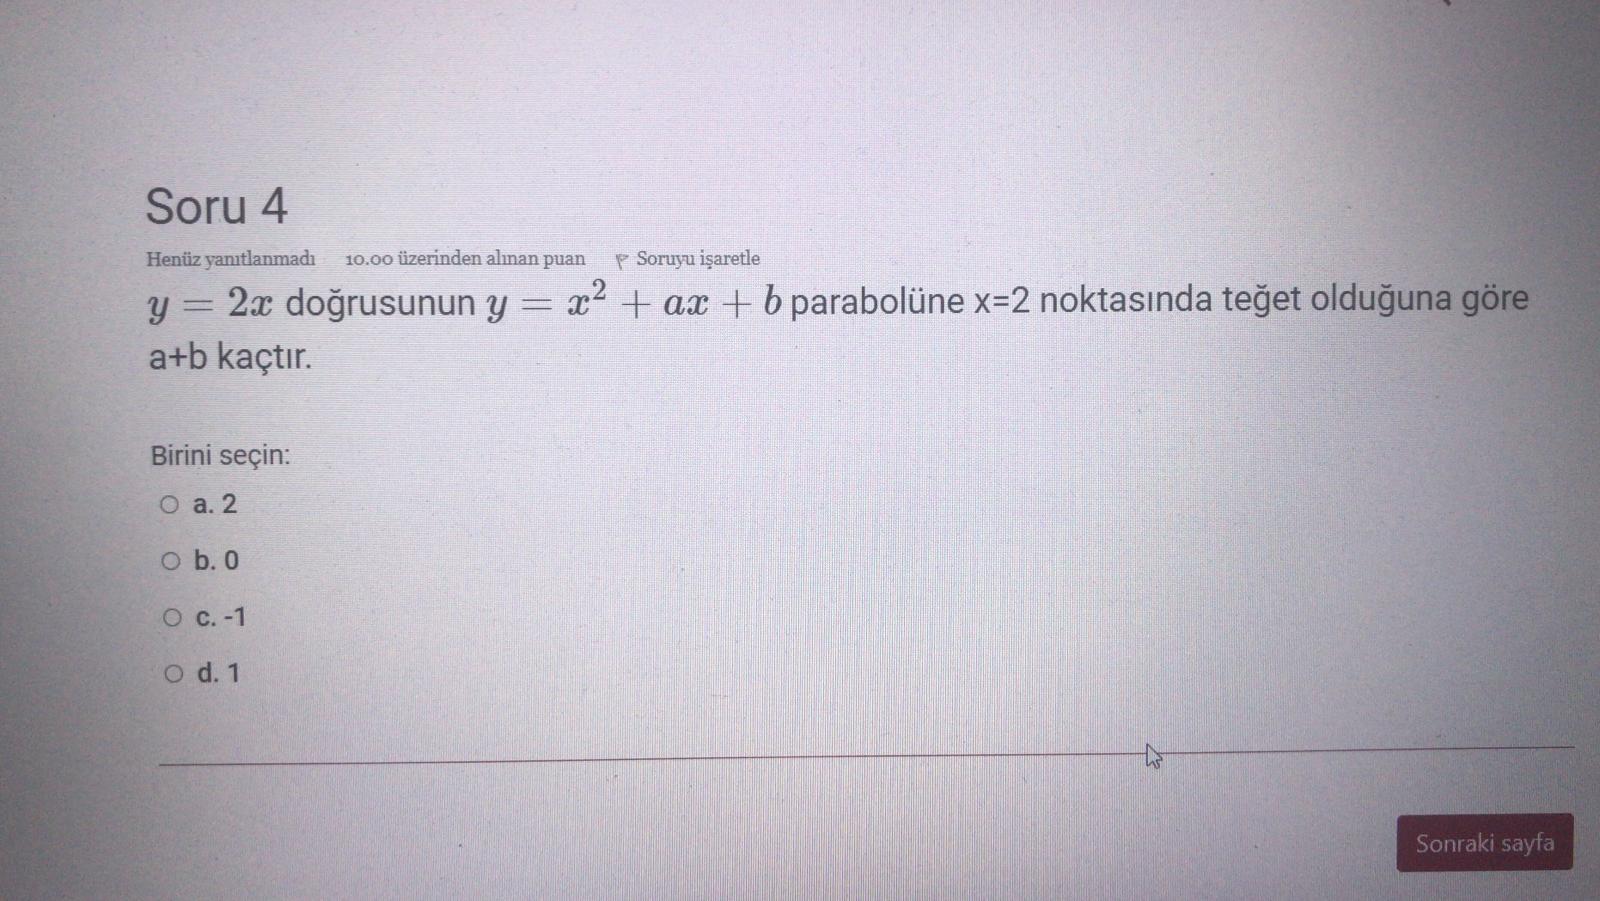 Soru 4
Henüz yanıtlanmadı 10.00 üzerinden alınan puan Soruyu işaretle
y = 2x doğrusunun y = x² + ax + b parabolüne x=2 noktasında teğet olduğuna göre
a+b kaçtır.
Birini seçin:
a. 2
b. 0
c. -1
d. 1
Sonraki sayfa